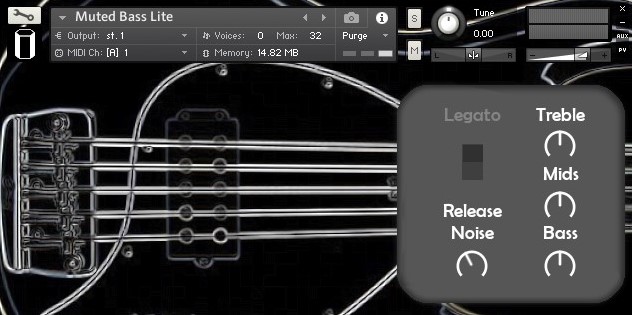 Muted Bass Lite
Output: st. 1
Voices: 0 Max: 32 Purge
MIDI Ch: [A] 1
Memory: 14.82 MB
S
M
Tune
0.00
L R
AUX
PV
Legato
Treble
Mids
Release
Noise
Bass